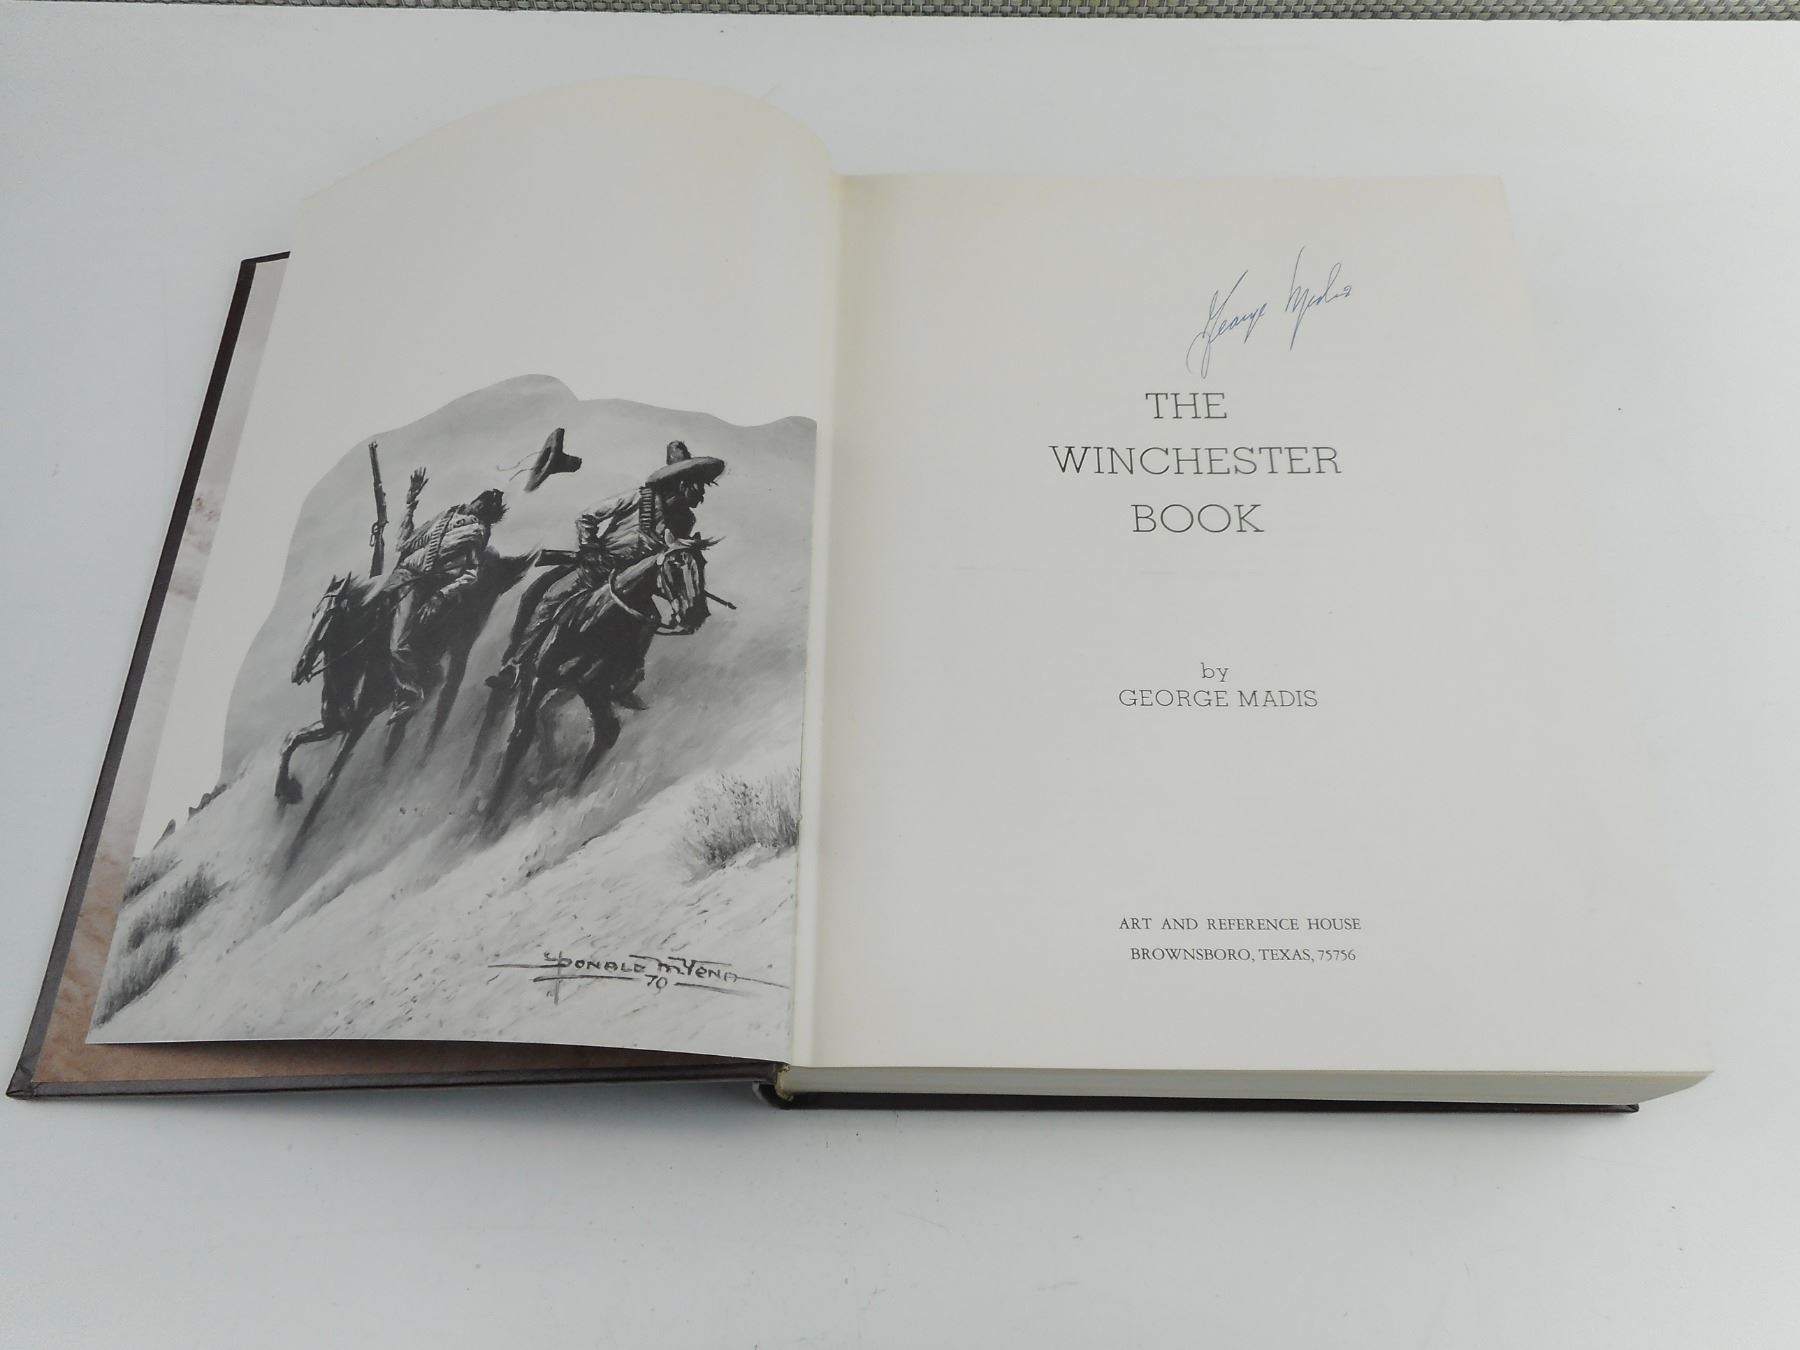 Donald M. Yena
70
George Madis
THE
WINCHESTER
BOOK
by
GEORGE MADIS
ART AND REFERENCE HOUSE
BROWNSBORO, TEXAS, 75756